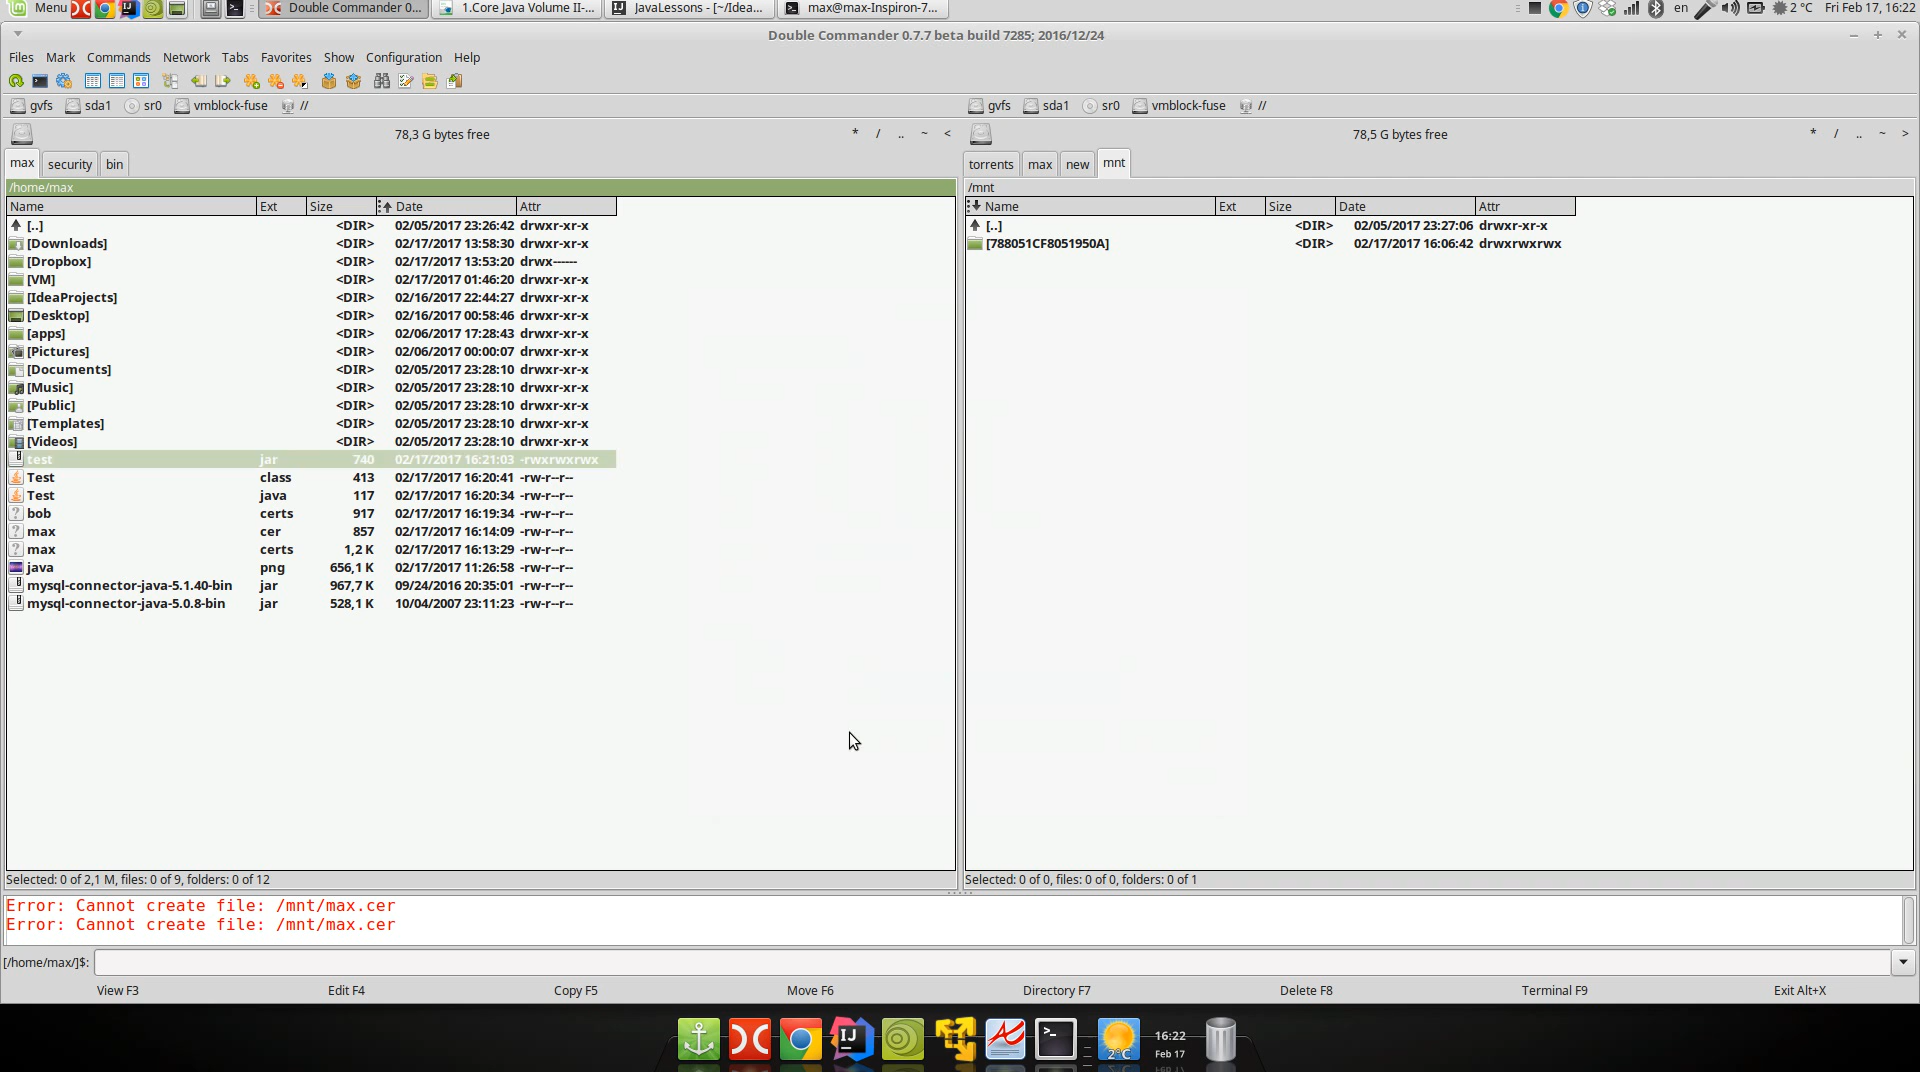 Menu Double Commander 0... 1.Core Java Volume II-... JavaLessons - [~/Idea... max@max-Inspiron-7... en 2 °C Fri Feb 17, 16:22
Double Commander 0.7.7 beta build 7285; 2016/12/24
Files Mark Commands Network Tabs Favorites Show Configuration Help
gvfs sda1 sr0 vmblock-fuse // gvfs sda1 sr0 vmblock-fuse //
78,3 G bytes free * / .. ~ < 78,5 G bytes free * / .. ~ >
max security bin torrents max new mnt
/home/max /mnt
Name Ext Size Date Attr Name Ext Size Date Attr
[..] <DIR> 02/05/2017 23:26:42 drwxr-xr-x [..] <DIR> 02/05/2017 23:27:06 drwxr-xr-x
[Downloads] <DIR> 02/17/2017 13:58:30 drwxr-xr-x [788051CF8051950A] <DIR> 02/17/2017 16:06:42 drwxrwxrwx
[Dropbox] <DIR> 02/17/2017 13:53:20 drwx------
[VM] <DIR> 02/17/2017 01:46:20 drwxr-xr-x
[IdeaProjects] <DIR> 02/16/2017 22:44:27 drwxr-xr-x
[Desktop] <DIR> 02/16/2017 00:58:46 drwxr-xr-x
[apps] <DIR> 02/06/2017 17:28:43 drwxr-xr-x
[Pictures] <DIR> 02/06/2017 00:00:07 drwxr-xr-x
[Documents] <DIR> 02/05/2017 23:28:10 drwxr-xr-x
[Music] <DIR> 02/05/2017 23:28:10 drwxr-xr-x
[Public] <DIR> 02/05/2017 23:28:10 drwxr-xr-x
[Templates] <DIR> 02/05/2017 23:28:10 drwxr-xr-x
[Videos] <DIR> 02/05/2017 23:28:10 drwxr-xr-x
test jar 740 02/17/2017 16:21:03 -rwxrwxrwx
Test class 413 02/17/2017 16:20:41 -rw-r--r--
Test java 117 02/17/2017 16:20:34 -rw-r--r--
bob certs 917 02/17/2017 16:19:34 -rw-r--r--
max cer 857 02/17/2017 16:14:09 -rw-r--r--
max certs 1,2 K 02/17/2017 16:13:29 -rw-r--r--
java png 656,1 K 02/17/2017 11:26:58 -rw-r--r--
mysql-connector-java-5.1.40-bin jar 967,7 K 09/24/2016 20:35:01 -rw-r--r--
mysql-connector-java-5.0.8-bin jar 528,1 K 10/04/2007 23:11:23 -rw-r--r--
Selected: 0 of 2,1 M, files: 0 of 9, folders: 0 of 12 Selected: 0 of 0, files: 0 of 0, folders: 0 of 1
Error: Cannot create file: /mnt/max.cer
Error: Cannot create file: /mnt/max.cer
[/home/max/]$:
View F3 Edit F4 Copy F5 Move F6 Directory F7 Delete F8 Terminal F9 Exit Alt+X
IJ 2°C 16:22
Feb 17